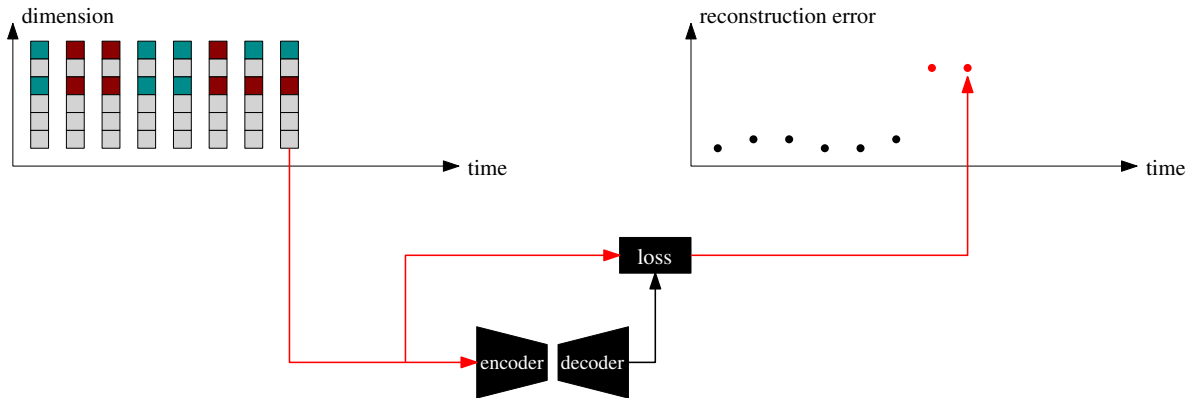 dimension
reconstruction error
time
time
loss
encoder
decoder